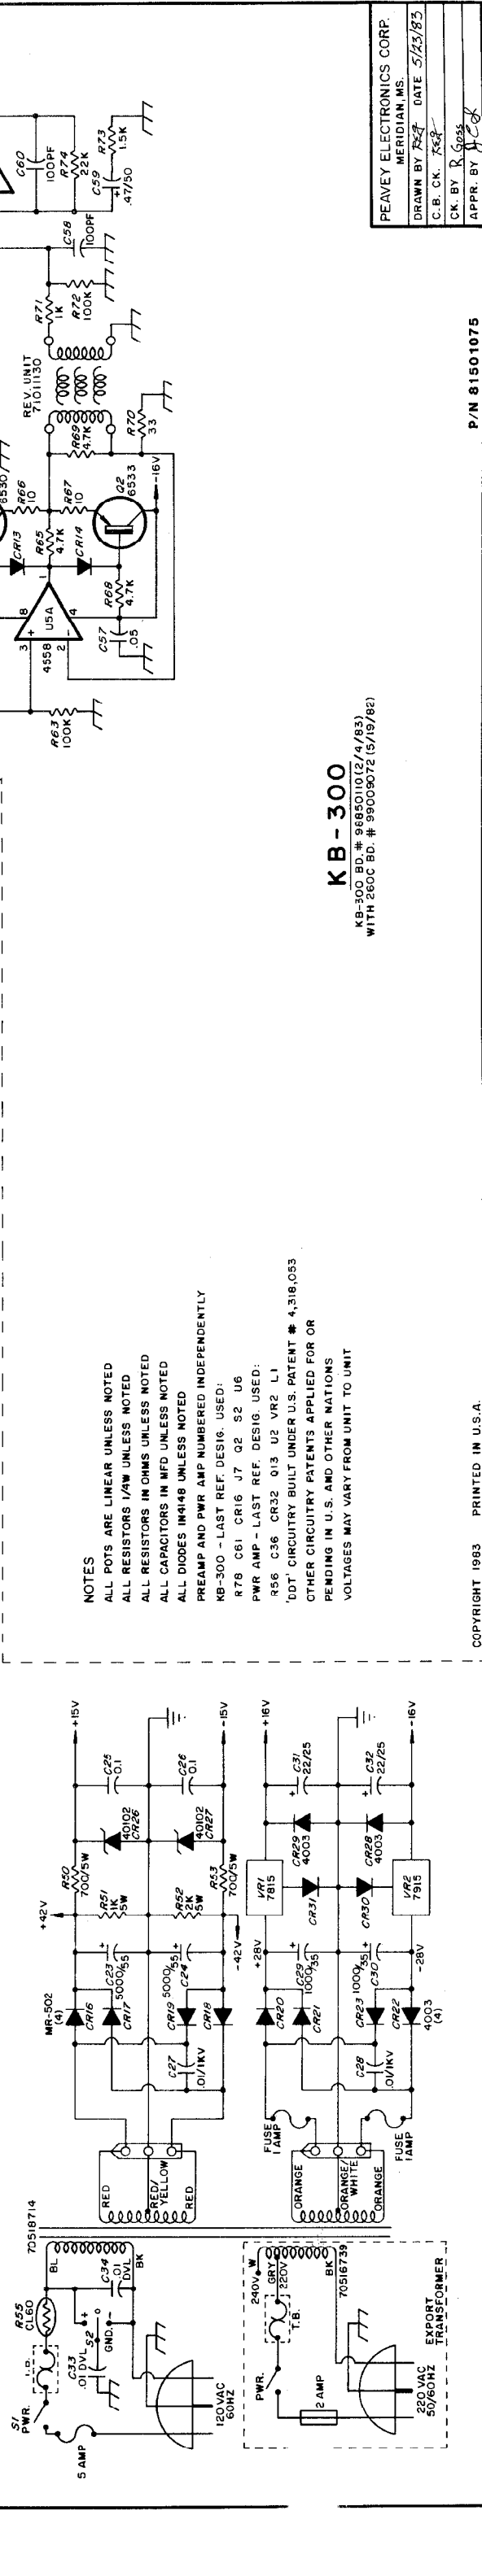 S1
PWR.
5 AMP
T.B.
R55
CL60
C33
.01 DVL
S2
+
GND.
-
C34
.01
DVL
BL
BK
120 VAC
60HZ
70518714
RED
RED/
YELLOW
RED
MR-502
(4)
CR16
CR17
CR19
CR18
C27
.01/1KV
C23
5000/
55
5000/
55
C24
+42V
-42V
R50
700/5W
R51
1K
5W
R52
2K
5W
R53
700/5W
40102
CR26
40102
CR27
C25
0.1
C26
0.1
+15V
-15V
PWR.
2 AMP
T.B.
240V W
GRY
220V
BK
70516739
220 VAC
50/60HZ
EXPORT
TRANSFORMER
ORANGE
ORANGE/
WHITE
ORANGE
FUSE
1 AMP
FUSE
1 AMP
CR20
CR21
CR23
CR22
4003
(4)
C28
.01/1KV
+28V
-28V
C29
1000/
35
1000/
35
C30
VR1
7815
VR2
7915
CR31
CR30
CR29
4003
CR28
4003
C31
22/25
C32
22/25
+16V
-16V
NOTES
ALL POTS ARE LINEAR UNLESS NOTED
ALL RESISTORS 1/4W UNLESS NOTED
ALL RESISTORS IN OHMS UNLESS NOTED
ALL CAPACITORS IN MFD UNLESS NOTED
ALL DIODES IN4148 UNLESS NOTED
PREAMP AND PWR AMP NUMBERED INDEPENDENTLY
KB-300 - LAST REF. DESIG. USED:
R78 C61 CR16 J7 Q2 S2 U6
PWR AMP - LAST REF. DESIG. USED:
R56 C36 CR32 Q13 U2 VR2 L1
'DDT' CIRCUITRY BUILT UNDER U.S. PATENT # 4,318,053
OTHER CIRCUITRY PATENTS APPLIED FOR OR
PENDING IN U.S. AND OTHER NATIONS
VOLTAGES MAY VARY FROM UNIT TO UNIT
COPYRIGHT 1983 PRINTED IN U.S.A.
KB-300
KB-300 BD. # 96850110 (2/4/83)
WITH 260C BD. # 99009072 (5/19/82)
R63
100K
3
+
2
-
8
4
1
4558
U5A
C57
.05
R68
4.7K
CR13
CR14
R65
4.7K
R66
10
R67
10
6530
Q2
6533
-16V
R69
4.7K
R70
33
REV. UNIT
71011130
R71
1K
R72
100K
C58
100PF
C60
100PF
R74
22K
C59
.47/50
R73
1.5K
P/N 81501075
PEAVEY ELECTRONICS CORP.
MERIDIAN, MS.
DRAWN BY DATE 5/23/83
C.B. CK.
CK. BY R. Goss
APPR. BY